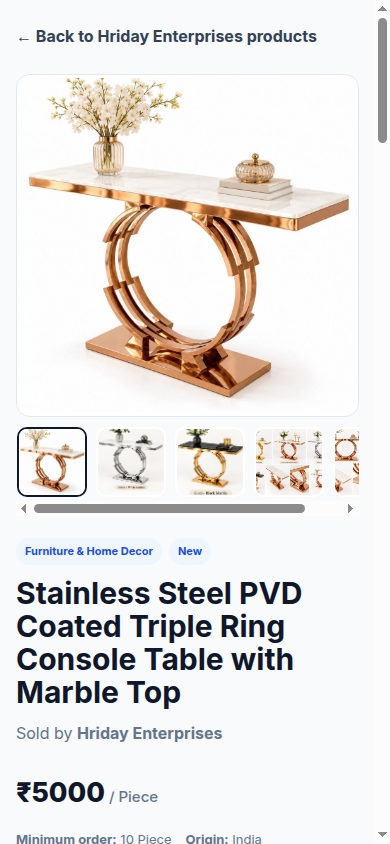 ← Back to Hriday Enterprises products
Furniture & Home Decor New
Stainless Steel PVD
Coated Triple Ring
Console Table with
Marble Top
Sold by Hriday Enterprises
₹5000 / Piece
Minimum order: 10 Piece Origin: India